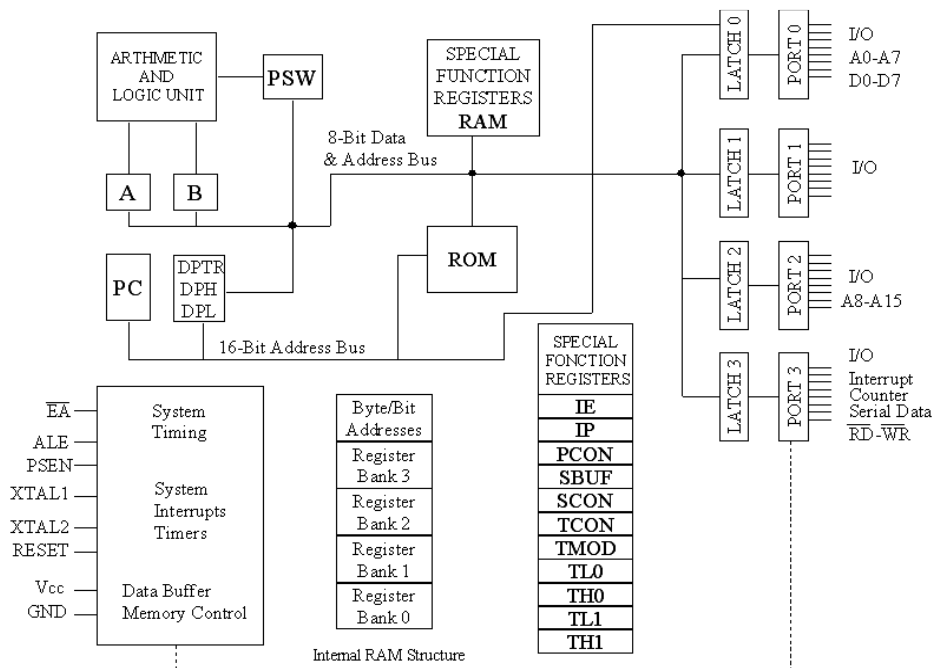 ARITHMETIC
AND
LOGIC UNIT
PSW
A
B
SPECIAL
FUNCTION
REGISTERS
RAM
8-Bit Data
& Address Bus
ROM
PC
DPTR
DPH
DPL
16-Bit Address Bus
LATCH 0
PORT 0
I/O
A0-A7
D0-D7
LATCH 1
PORT 1
I/O
LATCH 2
PORT 2
I/O
A8-A15
LATCH 3
PORT 3
I/O
Interrupt
Counter
Serial Data
RD-WR
EA
ALE
PSEN
XTAL1
XTAL2
RESET
Vcc
GND
System
Timing
System
Interrupts
Timers
Data Buffer
Memory Control
Byte/Bit
Addresses
Register
Bank 3
Register
Bank 2
Register
Bank 1
Register
Bank 0
Internal RAM Structure
SPECIAL
FONCTION
REGISTERS
IE
IP
PCON
SBUF
SCON
TCON
TMOD
TL0
TH0
TL1
TH1